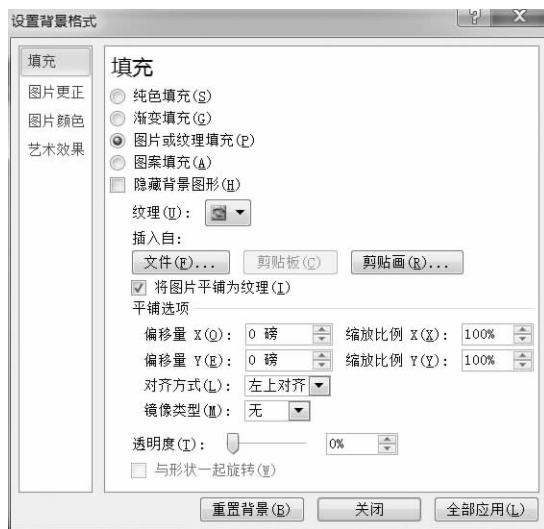 设置背景格式
填充
图片更正
图片颜色
艺术效果
填充
纯色填充(S)
渐变填充(G)
图片或纹理填充(P)
图案填充(A)
隐藏背景图形(H)
纹理(U):
插入自:
文件(F)... 剪贴板(C) 剪贴画(R)...
将图片平铺为纹理(I)
平铺选项
偏移量 X(O): 0 磅 缩放比例 X(X): 100%
偏移量 Y(E): 0 磅 缩放比例 Y(Y): 100%
对齐方式(L): 左上对齐
镜像类型(M): 无
透明度(T): 0%
与形状一起旋转(W)
重置背景(B) 关闭 全部应用(L)